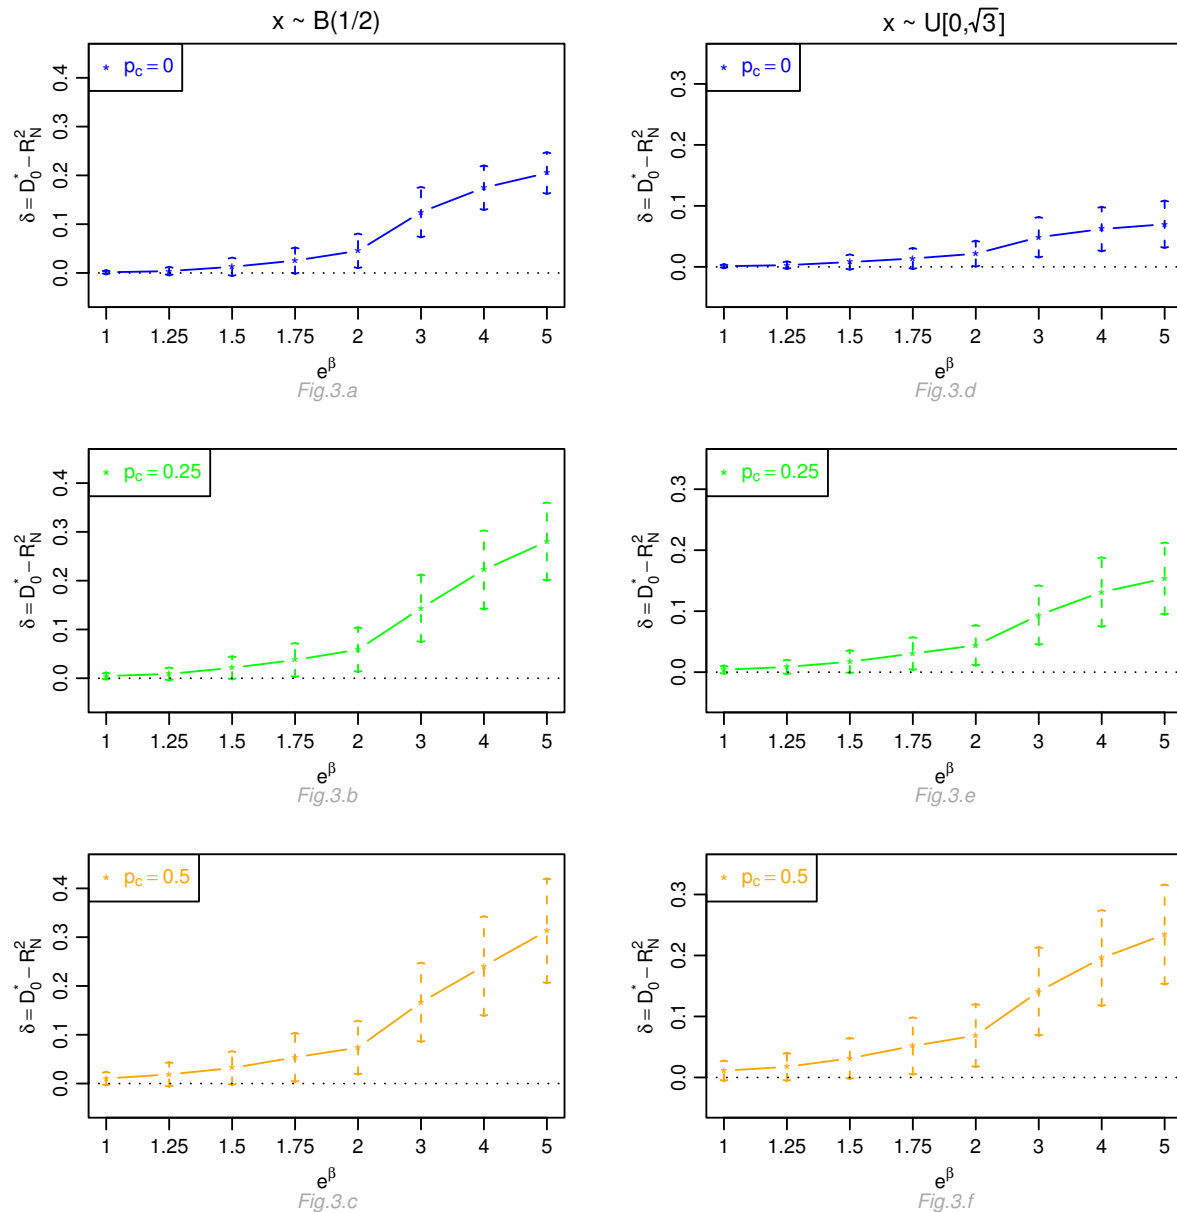 x ~ B(1/2)
p_c = 0
δ = D_0^* − R_N^2
0.0 0.1 0.2 0.3 0.4
1 1.25 1.5 1.75 2 3 4 5
e^β
Fig.3.a
x ~ U[0,√3]
p_c = 0
δ = D_0^* − R_N^2
0.0 0.1 0.2 0.3
1 1.25 1.5 1.75 2 3 4 5
e^β
Fig.3.d
p_c = 0.25
δ = D_0^* − R_N^2
0.0 0.1 0.2 0.3 0.4
1 1.25 1.5 1.75 2 3 4 5
e^β
Fig.3.b
p_c = 0.25
δ = D_0^* − R_N^2
0.0 0.1 0.2 0.3
1 1.25 1.5 1.75 2 3 4 5
e^β
Fig.3.e
p_c = 0.5
δ = D_0^* − R_N^2
0.0 0.1 0.2 0.3 0.4
1 1.25 1.5 1.75 2 3 4 5
e^β
Fig.3.c
p_c = 0.5
δ = D_0^* − R_N^2
0.0 0.1 0.2 0.3
1 1.25 1.5 1.75 2 3 4 5
e^β
Fig.3.f